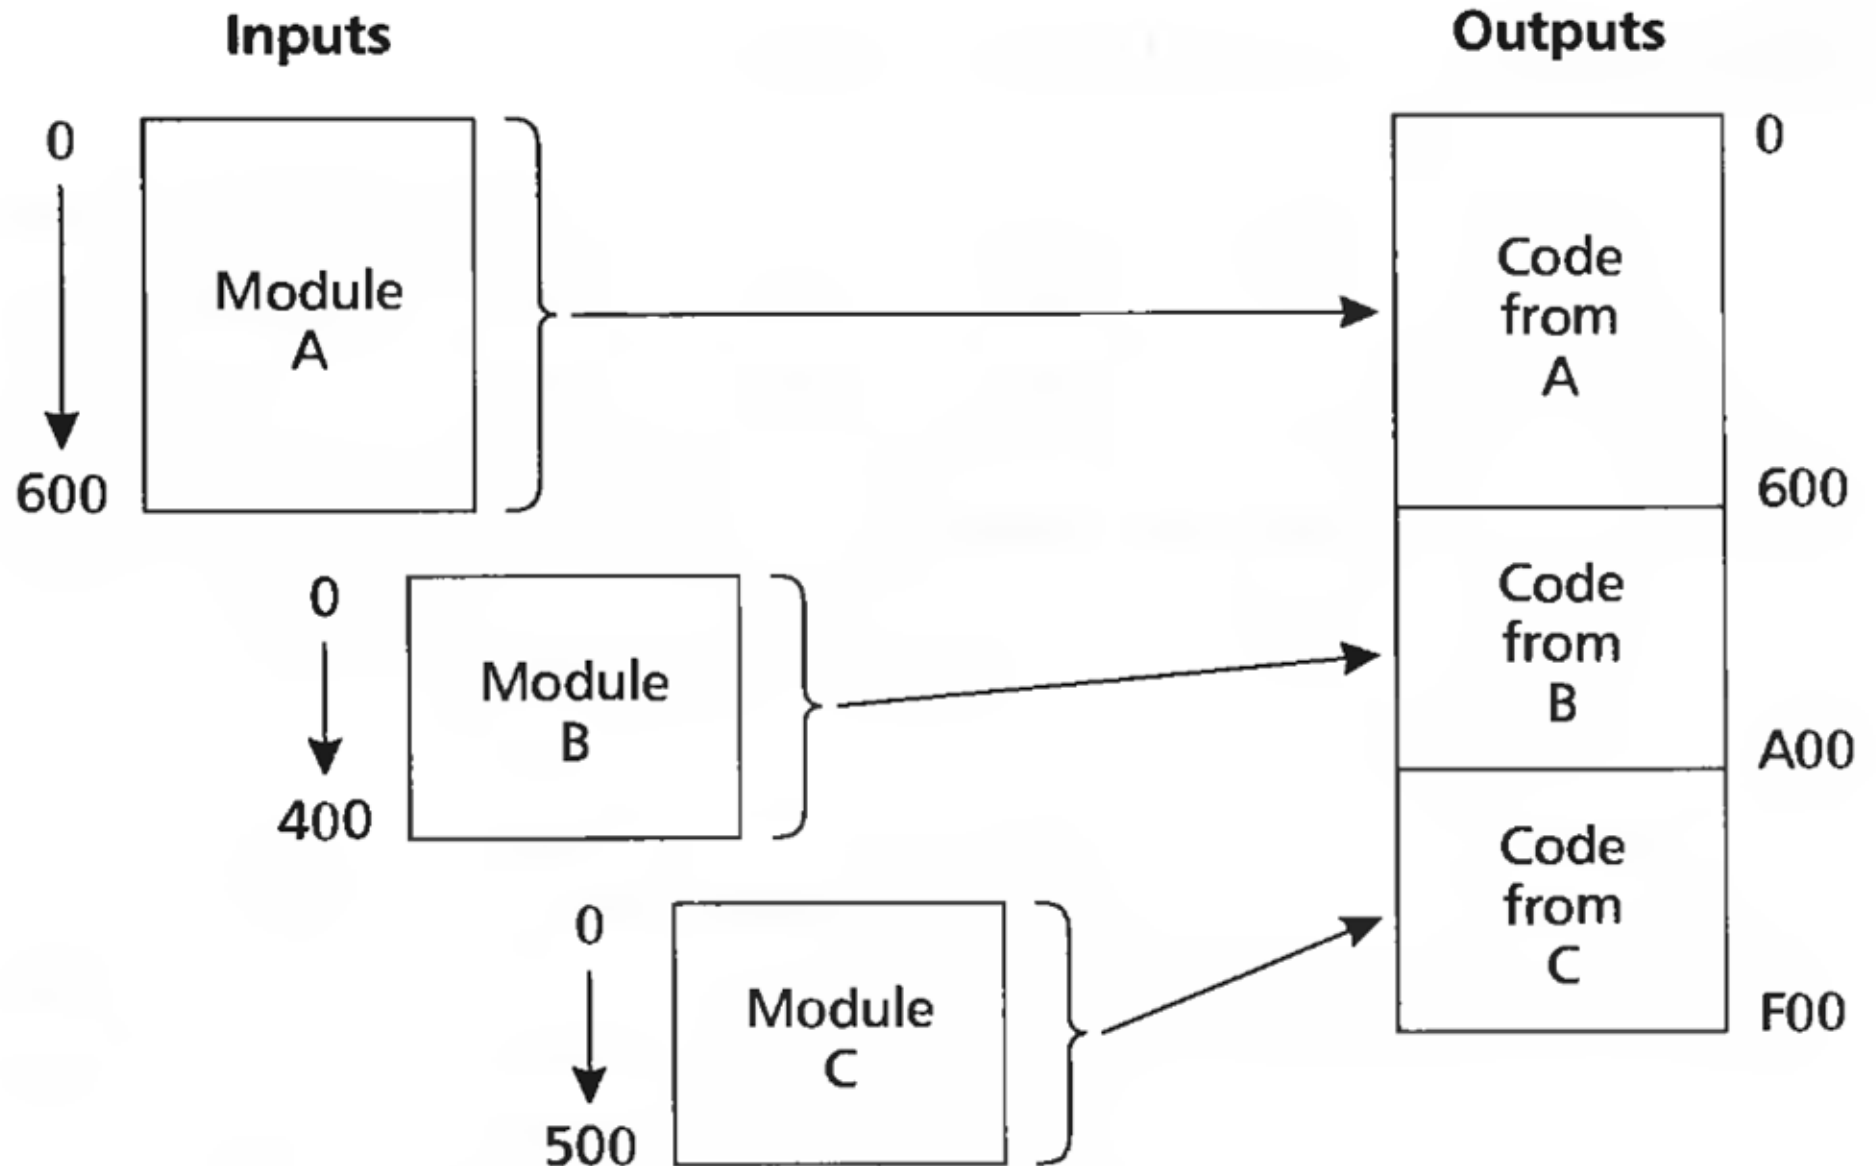 Inputs
Outputs
0
Module
A
600
0
Module
B
400
0
Module
C
500
0
Code
from
A
600
Code
from
B
A00
Code
from
C
F00